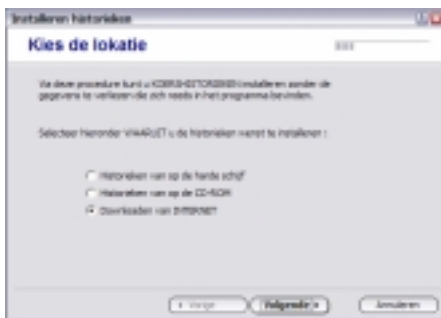 Installeren historieken
Kies de lokatie
Via deze procedure kunt u KOERSHISTORIEKEN installeren zonder de
gegevens te verliezen die zich reeds in het programma bevinden.
Selecteer hieronder VANWAAR u de historieken wenst te installeren :
Historieken van op de harde schijf
Historieken van op de CD-ROM
Downloaden van INTERNET
< Vorige
Volgende >
Annuleren